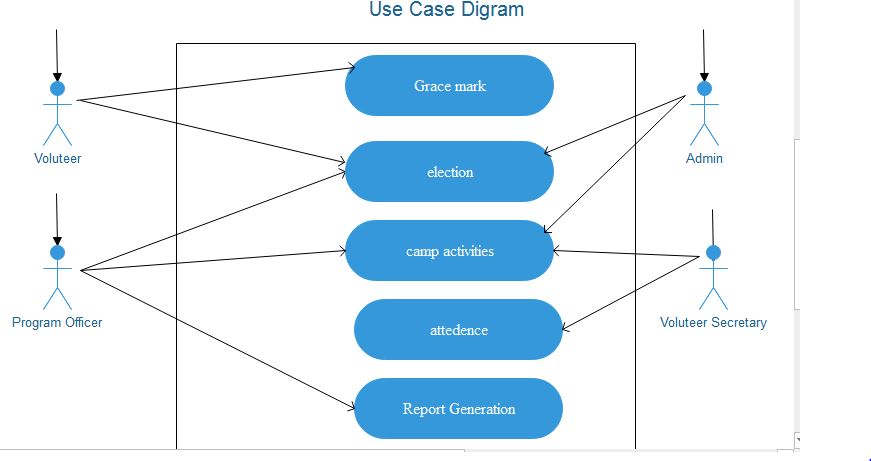 Use Case Digram
Grace mark
Voluteer
election
Admin
camp activities
Program Officer
Voluteer Secretary
attedence
Report Generation